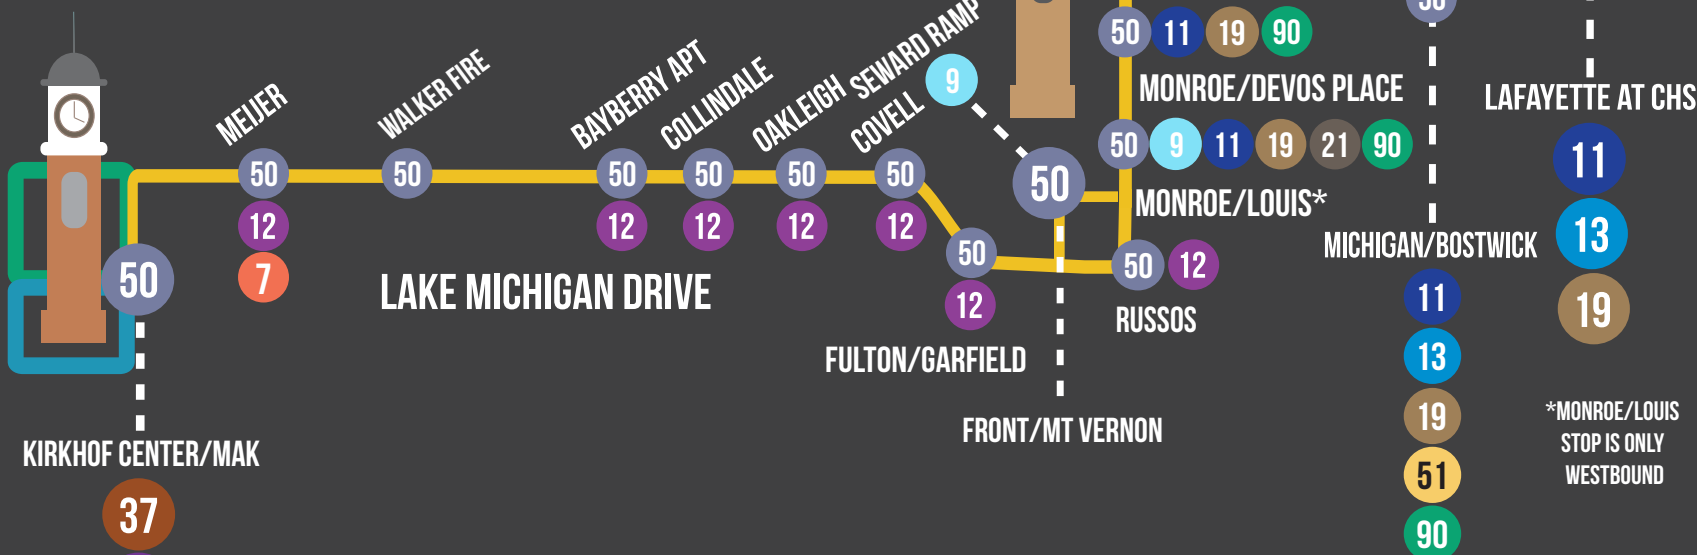 MEIJER
WALKER FIRE
BAYBERRY APT
COLLINDALE
OAKLEIGH
SEWARD RAMP
COVELL
9
50
50
50
50
50
50
12
12
12
12
12
7
50
LAKE MICHIGAN DRIVE
50
12
FULTON/GARFIELD
50
FRONT/MT VERNON
50 12
RUSSOS
KIRKHOF CENTER/MAK
37
50 11 19 90
MONROE/DEVOS PLACE
50 9 11 19 21 90
MONROE/LOUIS*
50
MICHIGAN/BOSTWICK
11
13
19
51
90
LAFAYETTE AT CHS
11
13
19
*MONROE/LOUIS
STOP IS ONLY
WESTBOUND